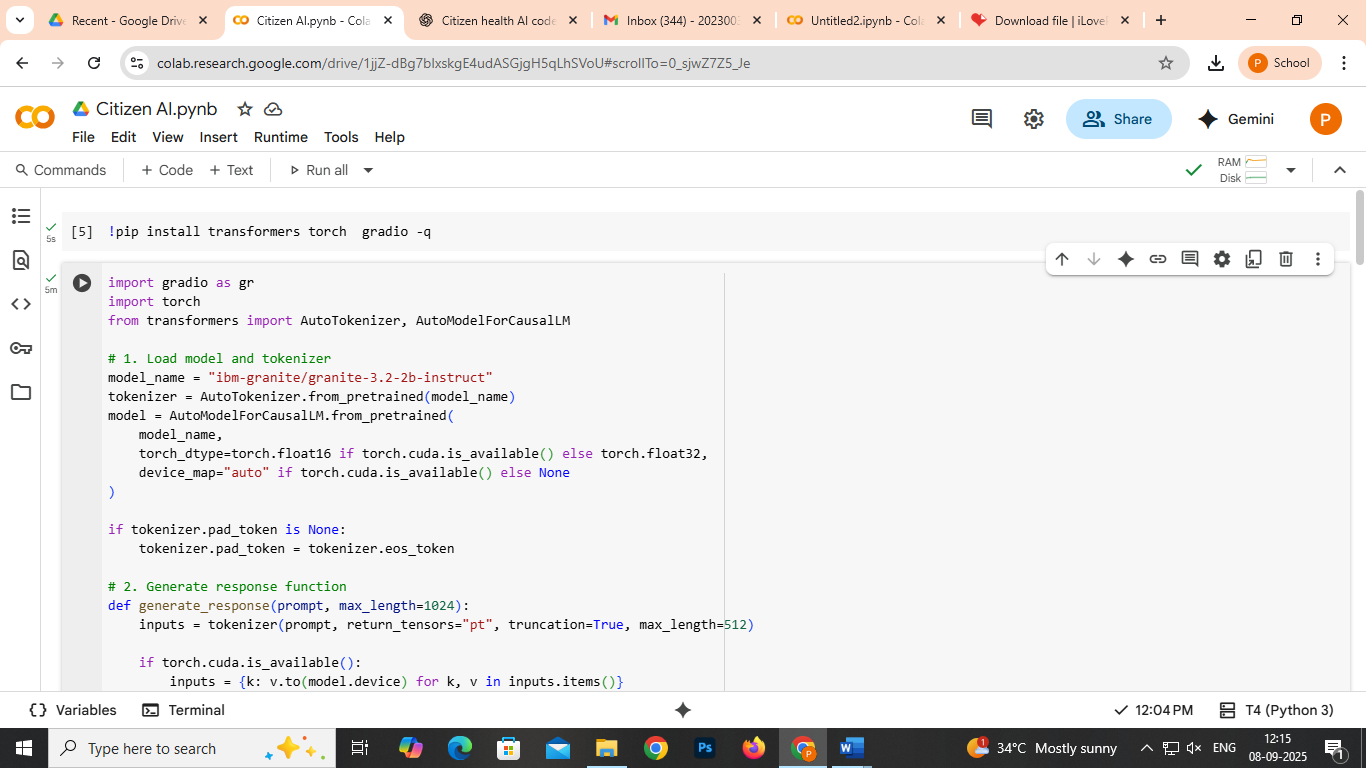 Recent - Google Drive
Citizen AI.pynb - Cola
Citizen health AI code
Inbox (344) - 2023003
Untitled2.ipynb - Cola
Download file | iLovel
colab.research.google.com/drive/1jjZ-dBg7bIxskgE4udASGjgH5qLhSVoU#scrollTo=0_sjwZ7Z5_Je
P School
CO Citizen AI.pynb
File Edit View Insert Runtime Tools Help
Share Gemini P
Commands + Code + Text Run all
RAM
Disk
[5] !pip install transformers torch  gradio -q
5s
5m
import gradio as gr
import torch
from transformers import AutoTokenizer, AutoModelForCausalLM
# 1. Load model and tokenizer
model_name = "ibm-granite/granite-3.2-2b-instruct"
tokenizer = AutoTokenizer.from_pretrained(model_name)
model = AutoModelForCausalLM.from_pretrained(
    model_name,
    torch_dtype=torch.float16 if torch.cuda.is_available() else torch.float32,
    device_map="auto" if torch.cuda.is_available() else None
)
if tokenizer.pad_token is None:
    tokenizer.pad_token = tokenizer.eos_token
# 2. Generate response function
def generate_response(prompt, max_length=1024):
    inputs = tokenizer(prompt, return_tensors="pt", truncation=True, max_length=512)
    if torch.cuda.is_available():
        inputs = {k: v.to(model.device) for k, v in inputs.items()}
Variables Terminal 12:04 PM T4 (Python 3)
Type here to search
Ps
P
W
1
34°C Mostly sunny
ENG
12:15
08-09-2025
1